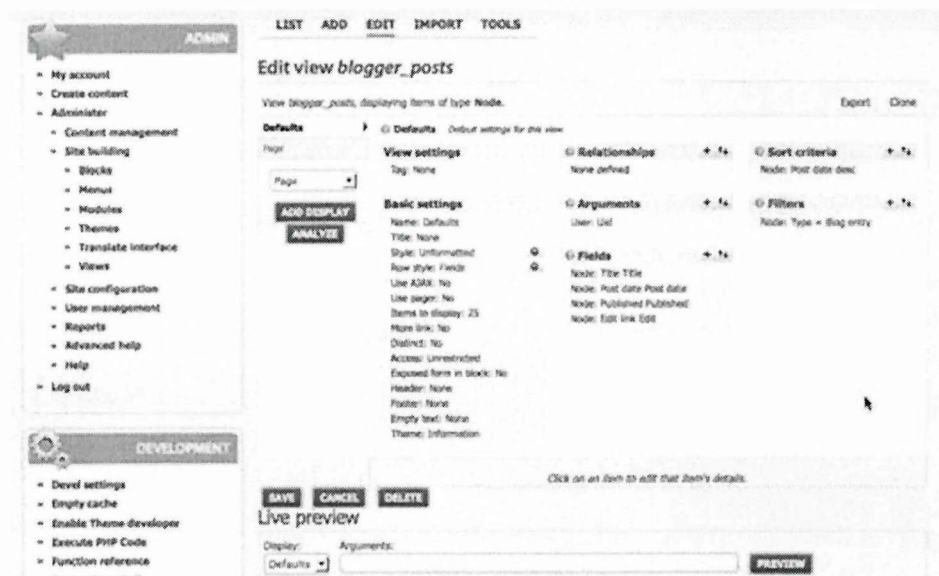 LIST ADD EDIT IMPORT TOOLS
ADMIN
My account
Create content
Administer
Content management
Site building
Blocks
Menus
Modules
Themes
Translate interface
Views
Site configuration
User management
Reports
Advanced help
Help
Log out
DEVELOPMENT
Devel settings
Empty cache
Enable Theme developer
Execute PHP Code
Function reference
Edit view blogger_posts
View blogger_posts, displaying items of type Node.
Export Clone
Defaults
Page
Page
ADD DISPLAY
ANALYZE
Defaults Default settings for this view
View settings
Tag: None
Basic settings
Name: Defaults
Title: None
Style: Unformatted
Row style: Fields
Use AJAX: No
Use pager: No
Items to display: 25
More link: No
Distinct: No
Access: Unrestricted
Exposed form in block: No
Header: None
Footer: None
Empty text: None
Theme: Information
Relationships
None defined
Arguments
User: Uid
Fields
Node: Title Title
Node: Post date Post date
Node: Published Published
Node: Edit link Edit
Sort criteria
Node: Post date desc
Filters
Node: Type = Blog entry
Click on an item to edit that item's details.
SAVE CANCEL DELETE
Live preview
Display: Arguments:
Defaults
PREVIEW